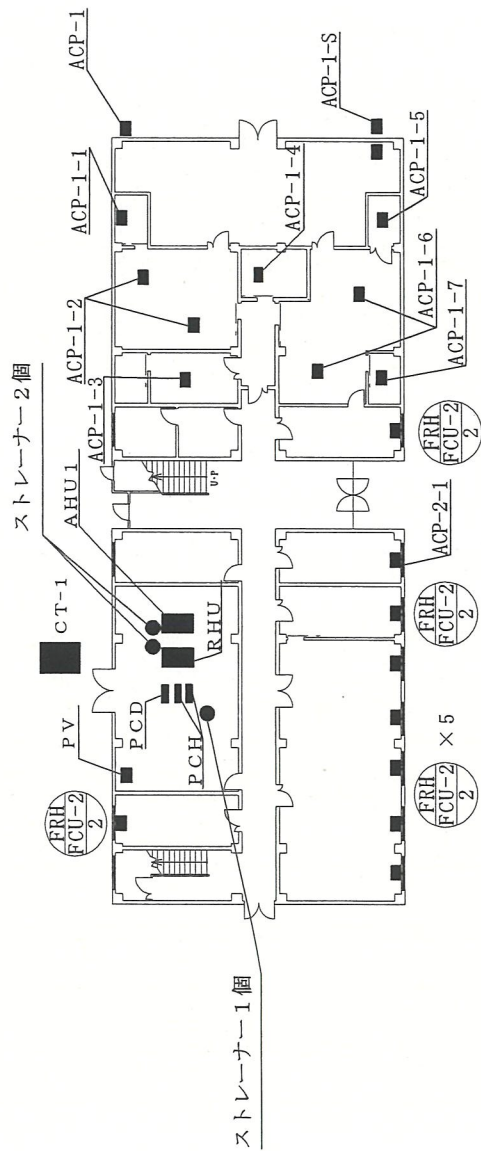 ACP-1
ACP-1-S
ACP-1-1
ACP-1-5
ACP-1-4
ACP-1-2
ACP-1-6
ACP-1-3
ACP-1-7
ストレーナー2個
AHU1
U·P
FRH
FCU-2
2
CT-1
ACP-2-1
RHU
FRH
FCU-2
2
PCD
PCH
PV
×5
FRH
FCU-2
2
FRH
FCU-2
2
ストレーナー1個